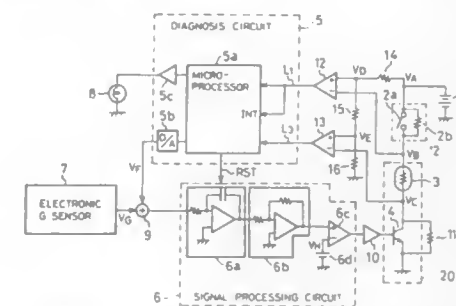 DIAGNOSIS CIRCUIT
5
5a
MICRO-
PROCESSOR
INT
5c
8
5b
D/A
L1
L2
12
13
VD
14
VA
15
VE
16
2a
2b
2
VB
3
VC
4
11
20
7
ELECTRONIC
G SENSOR
VF
VG
9
RST
6a
6b
6c
VH
6d
10
6
SIGNAL PROCESSING CIRCUIT